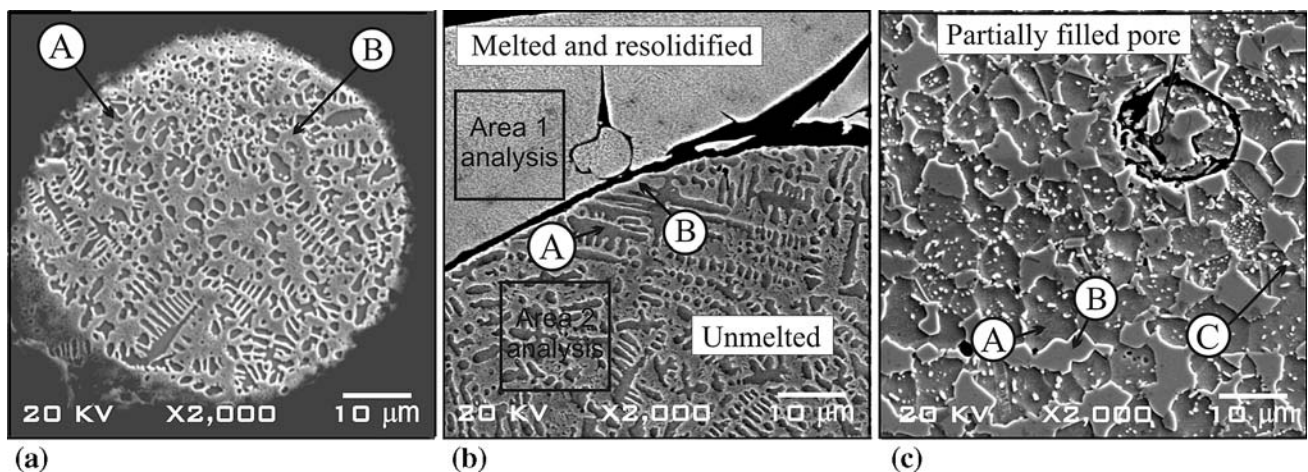 A
B
20 KV
X2,000
10 μm
(a)
Melted and resolidified
Area 1
analysis
A
B
Area 2
analysis
Unmelted
20 KV
X2,000
10 μm
(b)
Partially filled pore
A
B
C
20 KV
X2,000
10 μm
(c)